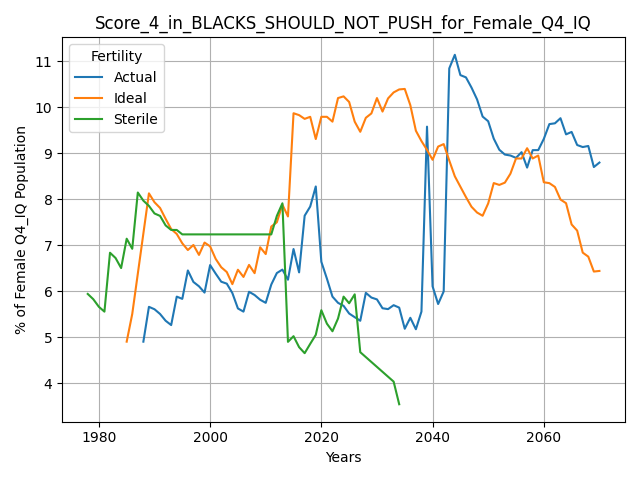 Score_4_in_BLACKS_SHOULD_NOT_PUSH_for_Female_Q4_IQ
% of Female Q4_IQ Population
Fertility
Actual
Ideal
Sterile
11
10
9
8
7
6
5
4
1980
2000
2020
2040
2060
Years